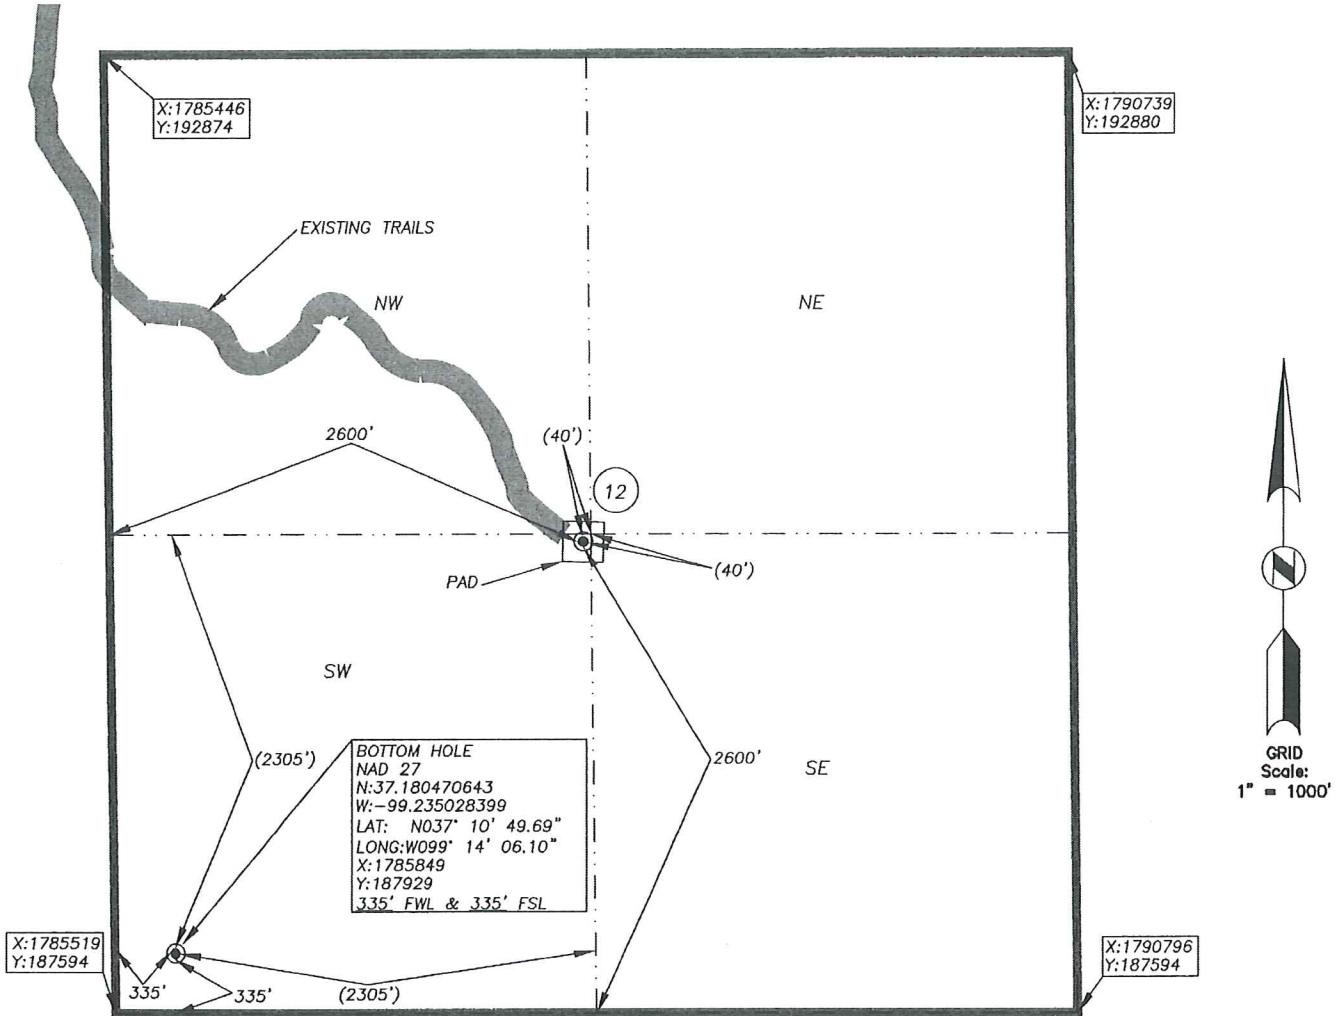 X:1785446
Y:192874
X:1790739
Y:192880
EXISTING TRAILS
NW
NE
2600'
(40')
12
(40')
PAD
SW
(2305')
BOTTOM HOLE
NAD 27
N:37.180470643
W:-99.235028399
LAT: N037° 10' 49.69"
LONG:W099° 14' 06.10"
X:1785849
Y:187929
335' FWL & 335' FSL
2600'
SE
GRID
Scale:
1" = 1000'
X:1785519
Y:187594
335'
335'
(2305')
X:1790796
Y:187594
N